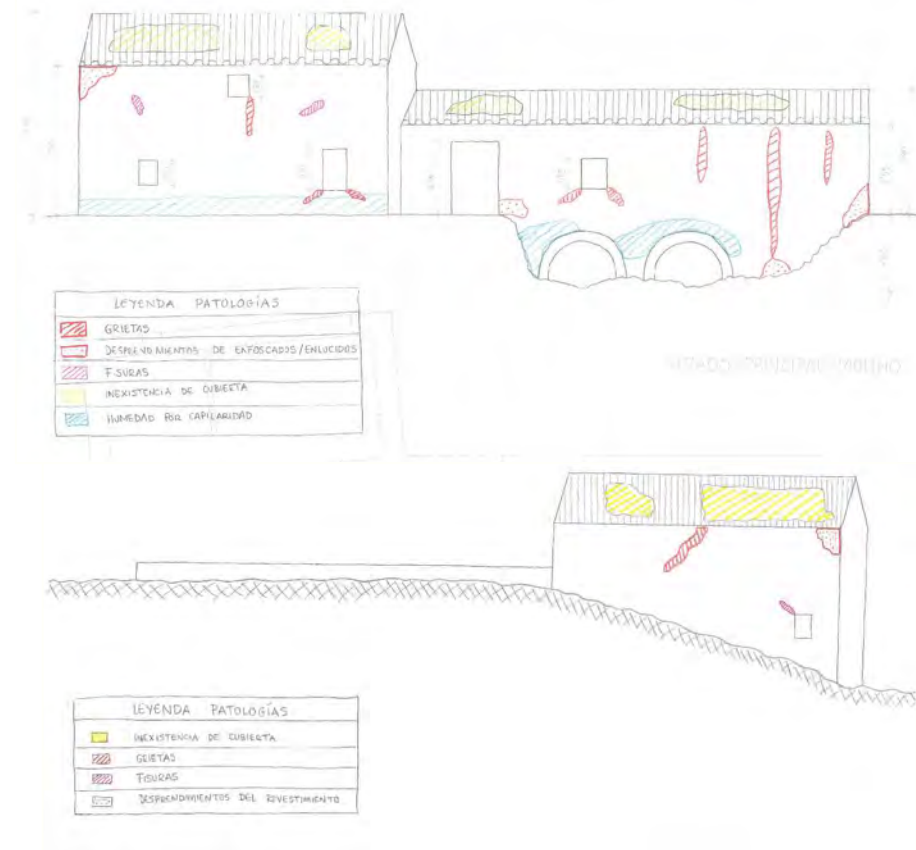 LEYENDA PATOLOGÍAS
GRIETAS
DESPRENDIMIENTOS DE ENFOSCADOS/ENLUCIDOS
FISURAS
INEXISTENCIA DE CUBIERTA
HUMEDAD POR CAPILARIDAD
LEYENDA PATOLOGÍAS
INEXISTENCIA DE CUBIERTA
GRIETAS
FISURAS
DESPRENDIMIENTOS DEL REVESTIMIENTO